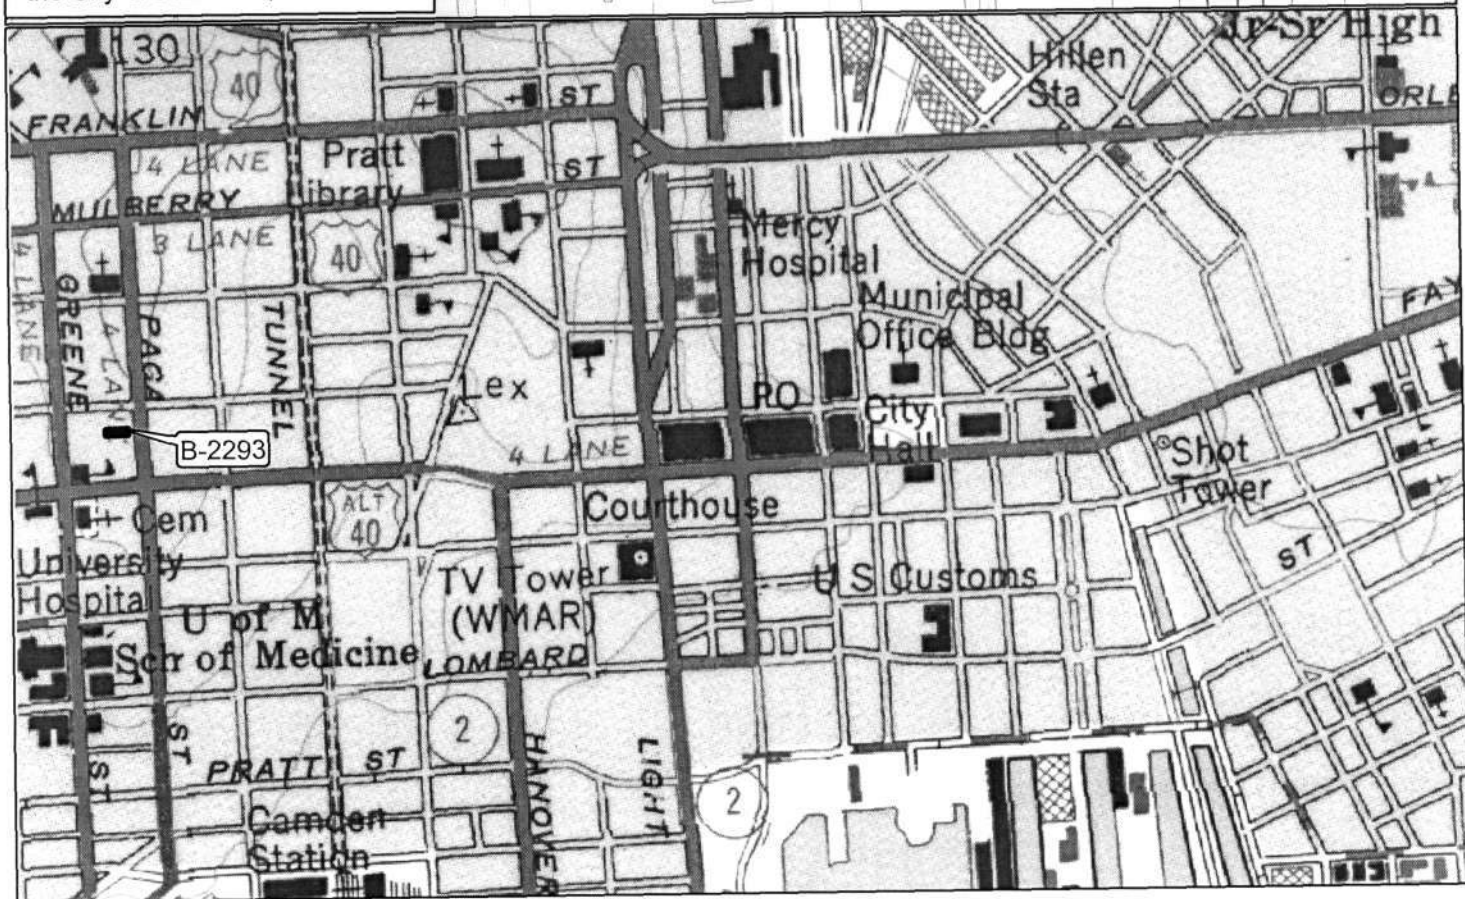 Jr-Sr High
130
40
Hillen
Sta
FRANKLIN
ST
4 LANE
Pratt
Library
ST
MULBERRY
3 LANE
40
Mercy
Hospital
4 LANE
GREENE
4 LAN
PACA
TUNNEL
Municipal
Office Bldg
FAY
Lex
PO
City
Hall
B-2293
4 LANE
Shot
Tower
ALT
40
Cem
Courthouse
University
Hospital
TV Tower
(WMAR)
U S Customs
ST
U of M
Sch of Medicine
LOMBARD
2
ST
ST
PRATT ST
HANOVER
LIGHT
2
Camden
Station